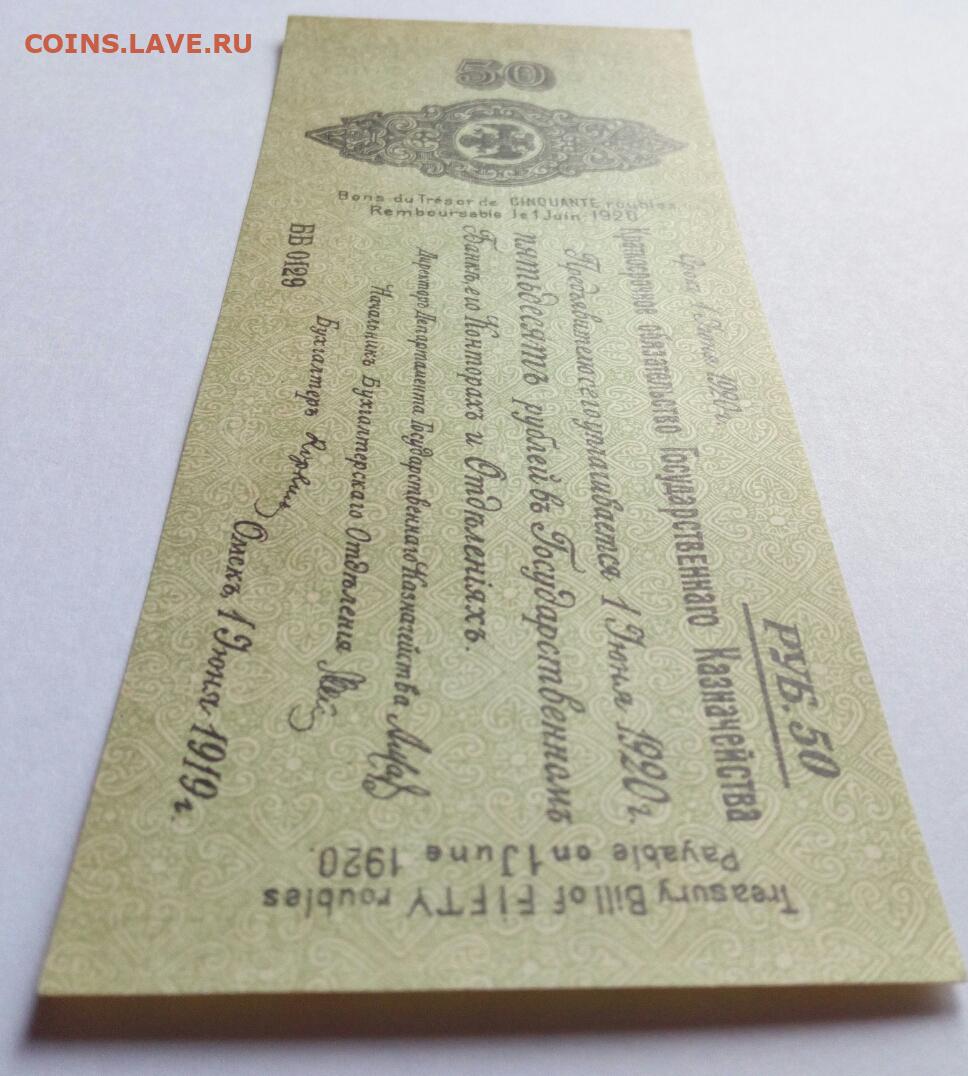 COINS.LAVE.RU
50
Bons du Trésor de CINQUANTE roubles
Remboursable le 1 Juin 1920
Срокъ 1 Іюня 1920 г.
РУБ. 50
Краткосрочное обязательство Государственнаго Казначейства
Предъявителю сего уплачивается 1 Іюня 1920 г.
пятьдесятъ рублей въ Государственномъ
Банкѣ, его Конторахъ и Отдѣленіяхъ.
Директоръ Департамента Государственнаго Казначейства
Начальникъ Бухгалтерскаго Отдѣленія
Бухгалтеръ
ББ 0129
Омскъ, 1 Іюня 1919 г.
Treasury Bill of FIFTY roubles
Payable on 1 June 1920.